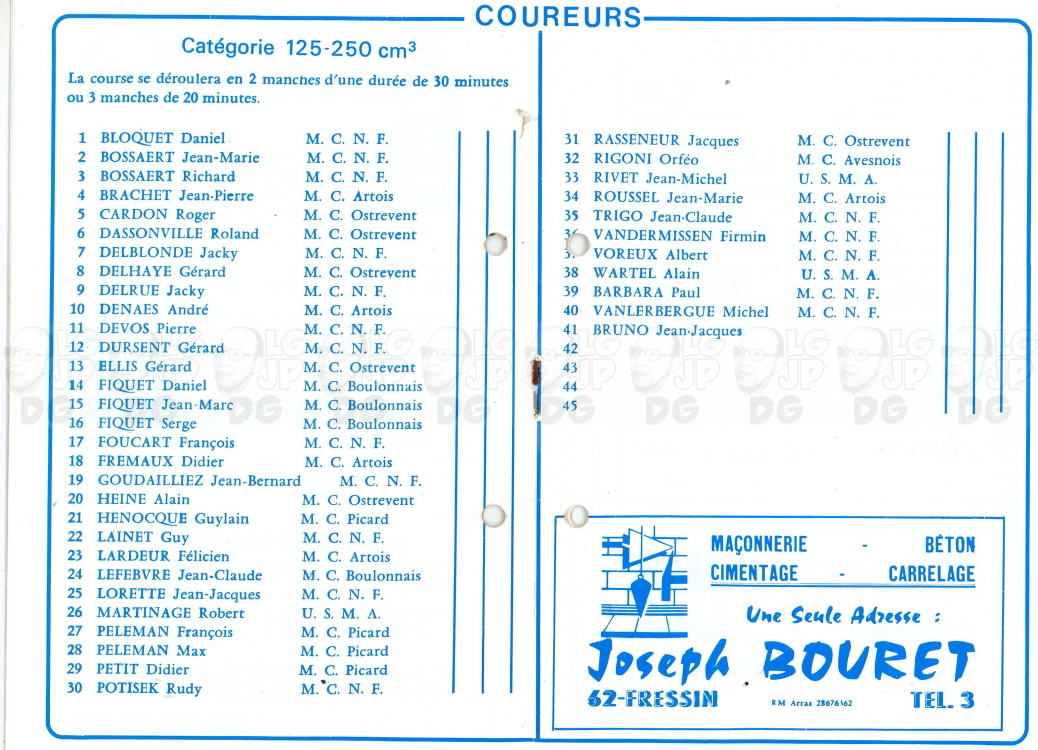 COUREURS
Catégorie 125-250 cm³
La course se déroulera en 2 manches d'une durée de 30 minutes
ou 3 manches de 20 minutes.
1 BLOQUET Daniel M. C. N. F.
2 BOSSAERT Jean-Marie M. C. N. F.
3 BOSSAERT Richard M. C. N. F.
4 BRACHET Jean-Pierre M. C. Artois
5 CARDON Roger M. C. Ostrevent
6 DASSONVILLE Roland M. C. Ostrevent
7 DELBLONDE Jacky M. C. N. F.
8 DELHAYE Gérard M. C. Ostrevent
9 DELRUE Jacky M. C. N. F.
10 DENAES André M. C. Artois
11 DEVOS Pierre M. C. N. F.
12 DURSENT Gérard M. C. N. F.
13 ELLIS Gérard M. C. Ostrevent
14 FIQUET Daniel M. C. Boulonnais
15 FIQUET Jean-Marc M. C. Boulonnais
16 FIQUET Serge M. C. Boulonnais
17 FOUCART François M. C. N. F.
18 FREMAUX Didier M. C. Artois
19 GOUDAILLIEZ Jean-Bernard M. C. N. F.
20 HEINE Alain M. C. Ostrevent
21 HENOCQUE Guylain M. C. Picard
22 LAINET Guy M. C. N. F.
23 LARDEUR Félicien M. C. Artois
24 LEFEBVRE Jean-Claude M. C. Boulonnais
25 LORETTE Jean-Jacques M. C. N. F.
26 MARTINAGE Robert U. S. M. A.
27 PELEMAN François M. C. Picard
28 PELEMAN Max M. C. Picard
29 PETIT Didier M. C. Picard
30 POTISEK Rudy M. C. N. F.
31 RASSENEUR Jacques M. C. Ostrevent
32 RIGONI Orféo M. C. Avesnois
33 RIVET Jean-Michel U. S. M. A.
34 ROUSSEL Jean-Marie M. C. Artois
35 TRIGO Jean-Claude M. C. N. F.
36 VANDERMISSEN Firmin M. C. N. F.
37 VOREUX Albert M. C. N. F.
38 WARTEL Alain U. S. M. A.
39 BARBARA Paul M. C. N. F.
40 VANLERBERGUE Michel M. C. N. F.
41 BRUNO Jean-Jacques
42
43
44
45
MAÇONNERIE - BÉTON
CIMENTAGE - CARRELAGE
Une Seule Adresse :
Joseph BOURET
62-FRESSIN TEL. 3
RM Arras 28676162
LG JP DG